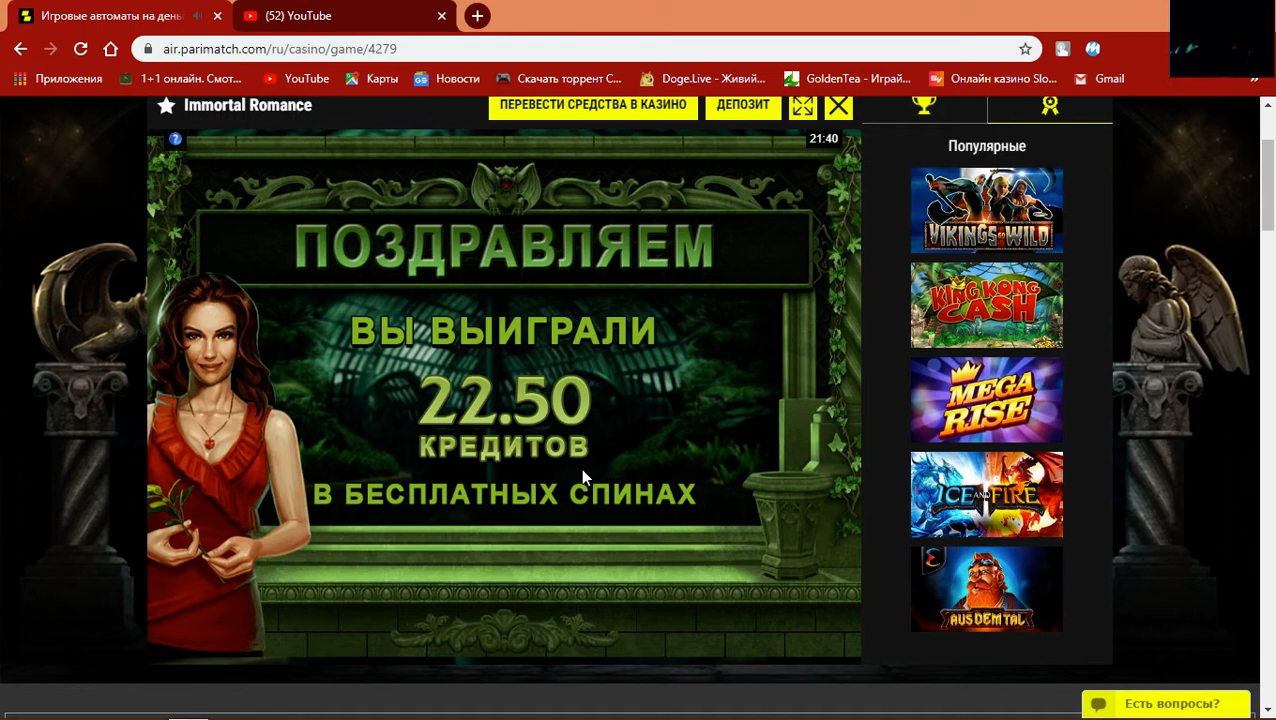 Игровые автоматы на день
(52) YouTube
air.parimatch.com/ru/casino/game/4279
Приложения
1+1 онлайн. Смот...
YouTube
Карты
Новости
Скачать торрент С...
Doge.Live - Живий...
GoldenTea - Играй...
Онлайн казино Slo...
Gmail
»
Immortal Romance
ПЕРЕВЕСТИ СРЕДСТВА В КАЗИНО
ДЕПОЗИТ
21:40
ПОЗДРАВЛЯЕМ
ВЫ ВЫИГРАЛИ
22.50
КРЕДИТОВ
В БЕСПЛАТНЫХ СПИНАХ
Популярные
VIKINGS GO WILD
KING KONG
CASH
MEGA
RISE
ICE AND FIRE
AUS DEM TAL
Есть вопросы?